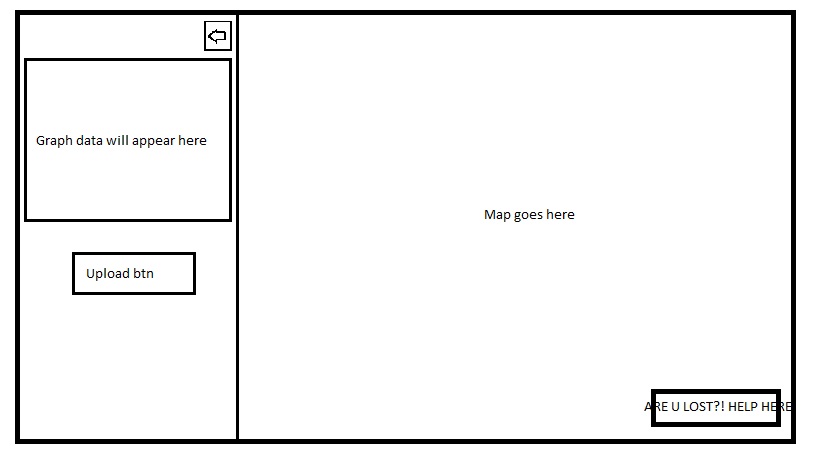 Graph data will appear here
Map goes here
Upload btn
ARE U LOST?! HELP HERE